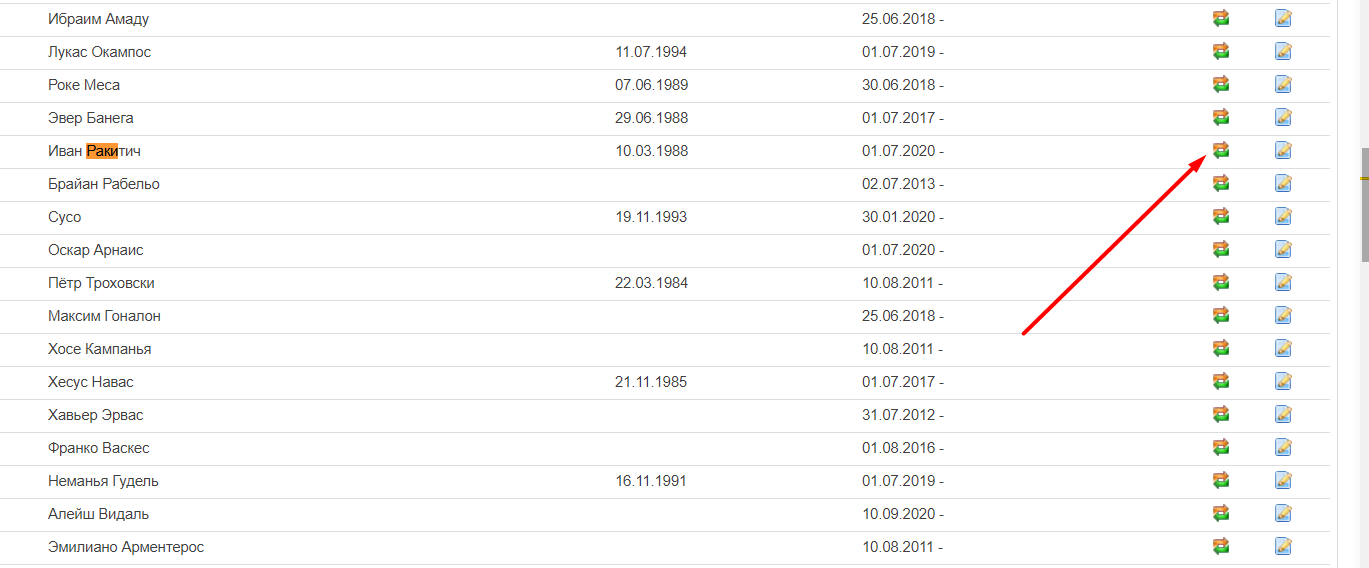 Ибраим Амаду 25.06.2018 -
Лукас Окампос 11.07.1994 01.07.2019 -
Роке Меса 07.06.1989 30.06.2018 -
Эвер Банега 29.06.1988 01.07.2017 -
Иван Ракитич 10.03.1988 01.07.2020 -
Брайан Рабельо 02.07.2013 -
Сусо 19.11.1993 30.01.2020 -
Оскар Арнаис 01.07.2020 -
Пётр Троховски 22.03.1984 10.08.2011 -
Максим Гоналон 25.06.2018 -
Хосе Кампанья 10.08.2011 -
Хесус Навас 21.11.1985 01.07.2017 -
Хавьер Эрвас 31.07.2012 -
Франко Васкес 01.08.2016 -
Неманья Гудель 16.11.1991 01.07.2019 -
Алейш Видаль 10.09.2020 -
Эмилиано Арментерос 10.08.2011 -